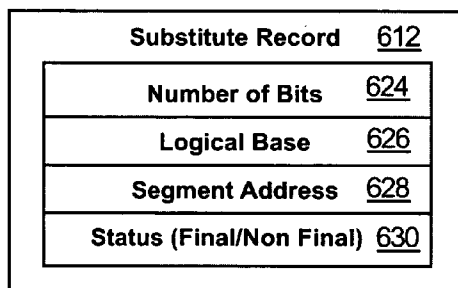 Substitute Record 612
Number of Bits 624
Logical Base 626
Segment Address 628
Status (Final/Non Final) 630